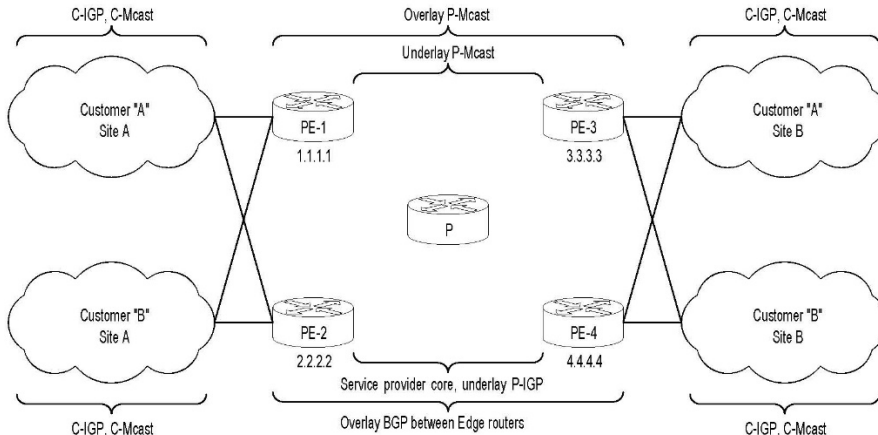 C-IGP, C-Mcast
Overlay P-Mcast
C-IGP, C-Mcast
Underlay P-Mcast
Customer "A"
Site A
PE-1
1.1.1.1
PE-3
3.3.3.3
Customer "A"
Site B
P
Customer "B"
Site A
PE-2
2.2.2.2
PE-4
4.4.4.4
Customer "B"
Site B
Service provider core, underlay P-IGP
Overlay BGP between Edge routers
C-IGP, C-Mcast
C-IGP, C-Mcast